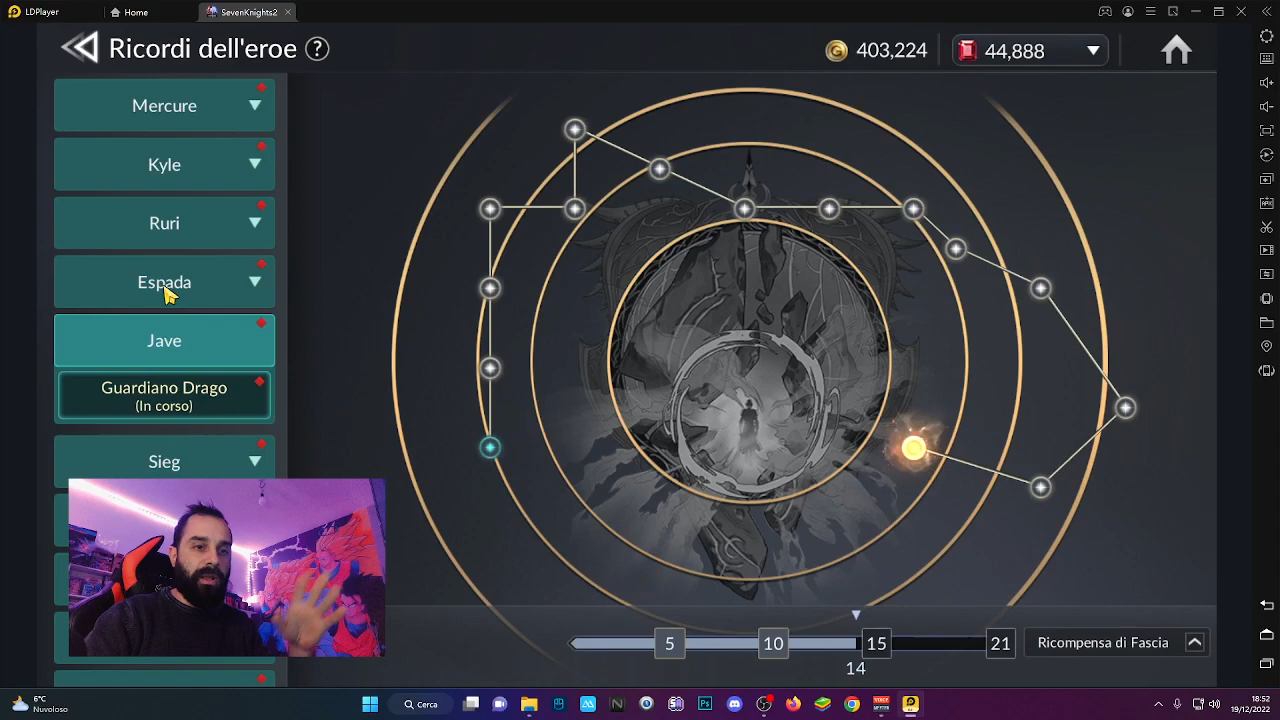 LDPlayer
Home
SevenKnights2
Ricordi dell'eroe ?
403,224
44,888
Mercure
Kyle
Ruri
Espada
Jave
Guardiano Drago
(In corso)
Sieg
5
10
15
21
14
Ricompensa di Fascia
6°C
Nuvoloso
Cerca
18:52
19/12/2022